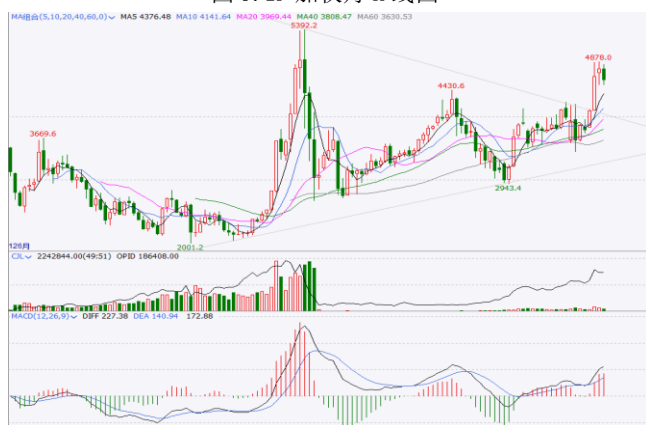 MA组合(5,10,20,40,60,0) MA5 4376.48 MA10 4141.64 MA20 3969.44 MA40 3808.47 MA60 3630.53
5392.2
4878.0
4430.6
3669.6
2943.4
2001.2
126月
CJL 2242844.00(49:51) OPID 186408.00
MACD(12,26,9) DIFF 227.38 DEA 140.94 172.88